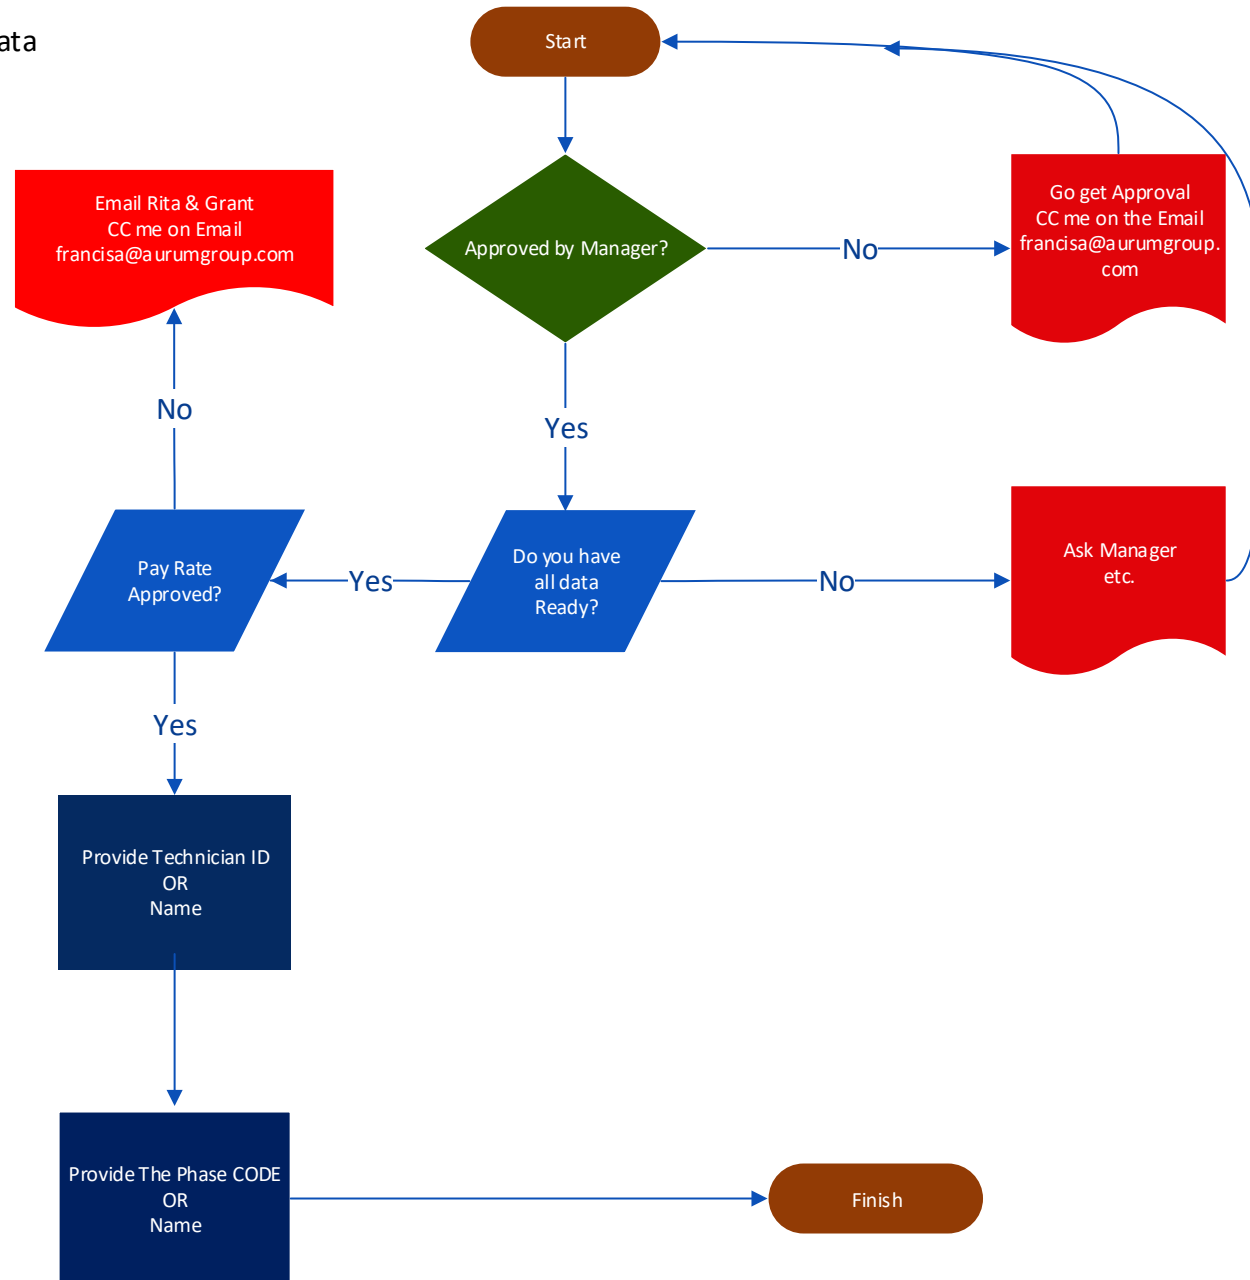 ata
Start
Email Rita & Grant
CC me on Email
francisa@aurumgroup.com
Approved by Manager?
No
Go get Approval
CC me on the Email
francisa@aurumgroup.
com
No
Yes
Pay Rate
Approved?
Yes
Do you have
all data
Ready?
No
Ask Manager
etc.
Yes
Provide Technician ID
OR
Name
Provide The Phase CODE
OR
Name
Finish